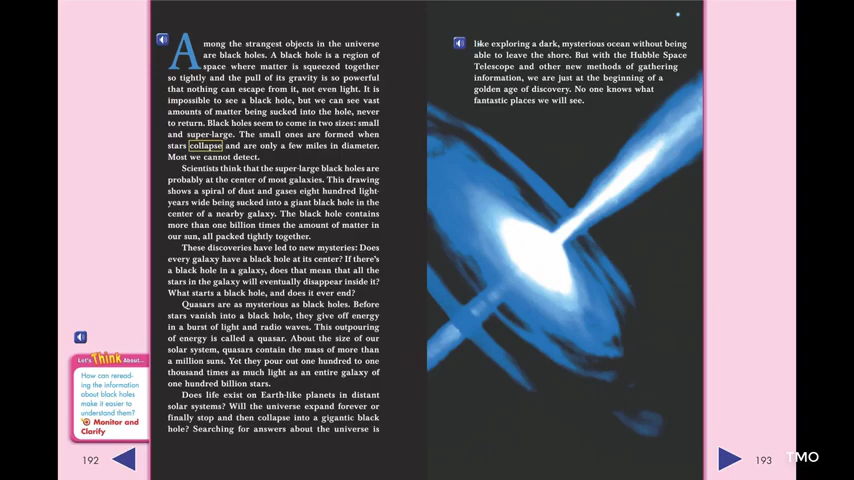 Among the strangest objects in the universe
are black holes. A black hole is a region of
space where matter is squeezed together
so tightly and the pull of its gravity is so powerful
that nothing can escape from it, not even light. It is
impossible to see a black hole, but we can see vast
amounts of matter being sucked into the hole, never
to return. Black holes seem to come in two sizes: small
and super-large. The small ones are formed when
stars collapse and are only a few miles in diameter.
Most we cannot detect.
Scientists think that the super-large black holes are
probably at the center of most galaxies. This drawing
shows a spiral of dust and gases eight hundred light-
years wide being sucked into a giant black hole in the
center of a nearby galaxy. The black hole contains
more than one billion times the amount of matter in
our sun, all packed tightly together.
These discoveries have led to new mysteries: Does
every galaxy have a black hole at its center? If there's
a black hole in a galaxy, does that mean that all the
stars in the galaxy will eventually disappear inside it?
What starts a black hole, and does it ever end?
Quasars are as mysterious as black holes. Before
stars vanish into a black hole, they give off energy
in a burst of light and radio waves. This outpouring
of energy is called a quasar. About the size of our
solar system, quasars contain the mass of more than
a million suns. Yet they pour out one hundred to one
thousand times as much light as an entire galaxy of
one hundred billion stars.
Does life exist on Earth-like planets in distant
solar systems? Will the universe expand forever or
finally stop and then collapse into a gigantic black
hole? Searching for answers about the universe is
Let's Think About...
How can reread-
ing the information
about black holes
make it easier to
understand them?
Monitor and
Clarify
192
like exploring a dark, mysterious ocean without being
able to leave the shore. But with the Hubble Space
Telescope and other new methods of gathering
information, we are just at the beginning of a
golden age of discovery. No one knows what
fantastic places we will see.
193
TMO